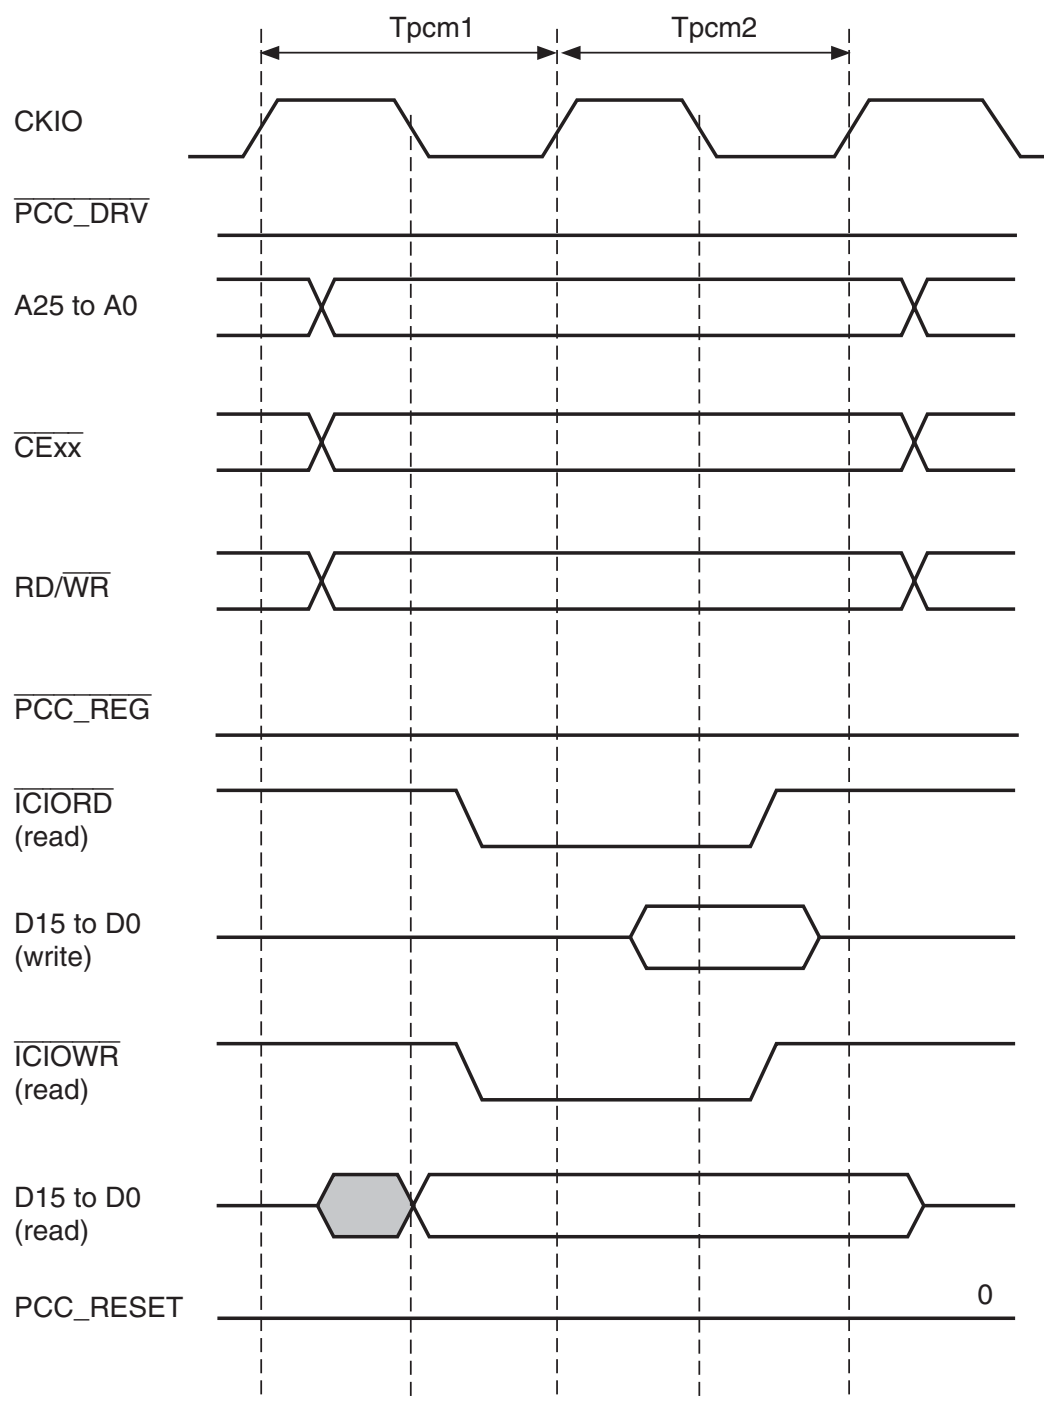 Tpcm1 Tpcm2
CKIO
PCC_DRV
A25 to A0
CExx
RD/WR
PCC_REG
ICIORD
(read)
D15 to D0
(write)
ICIOWR
(read)
D15 to D0
(read)
PCC_RESET 0